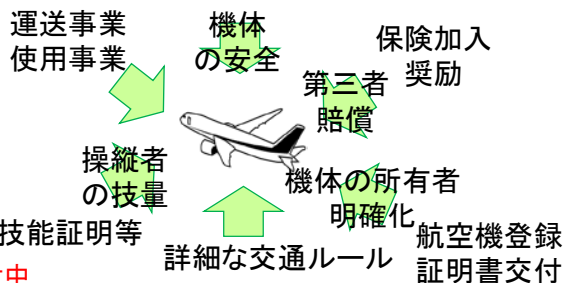 運送事業
使用事業
機体
の安全
保険加入
奨励
第三者
賠償
操縦者
の技量
機体の所有者
明確化
技能証明等
詳細な交通ルール
航空機登録
証明書交付
中